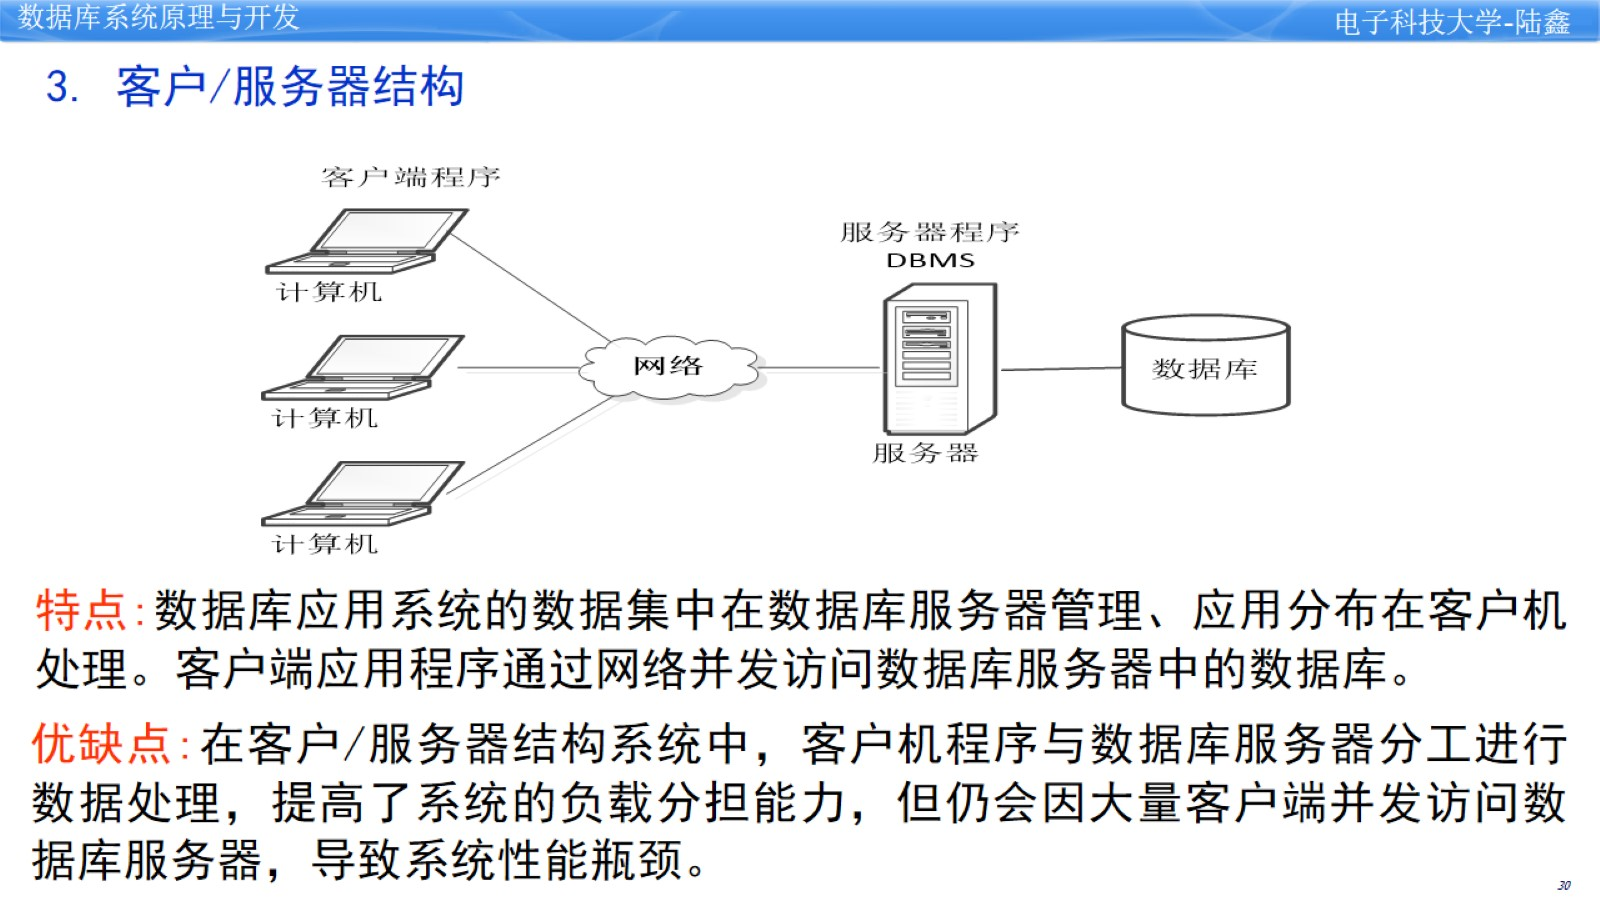 数据库系统原理与开发
电子科技大学-陆鑫
3. 客户/服务器结构
客户端程序
计算机
计算机
计算机
网络
服务器程序
DBMS
服务器
数据库
特点:数据库应用系统的数据集中在数据库服务器管理、应用分布在客户机
处理。客户端应用程序通过网络并发访问数据库服务器中的数据库。
优缺点:在客户/服务器结构系统中，客户机程序与数据库服务器分工进行
数据处理，提高了系统的负载分担能力，但仍会因大量客户端并发访问数
据库服务器，导致系统性能瓶颈。
30